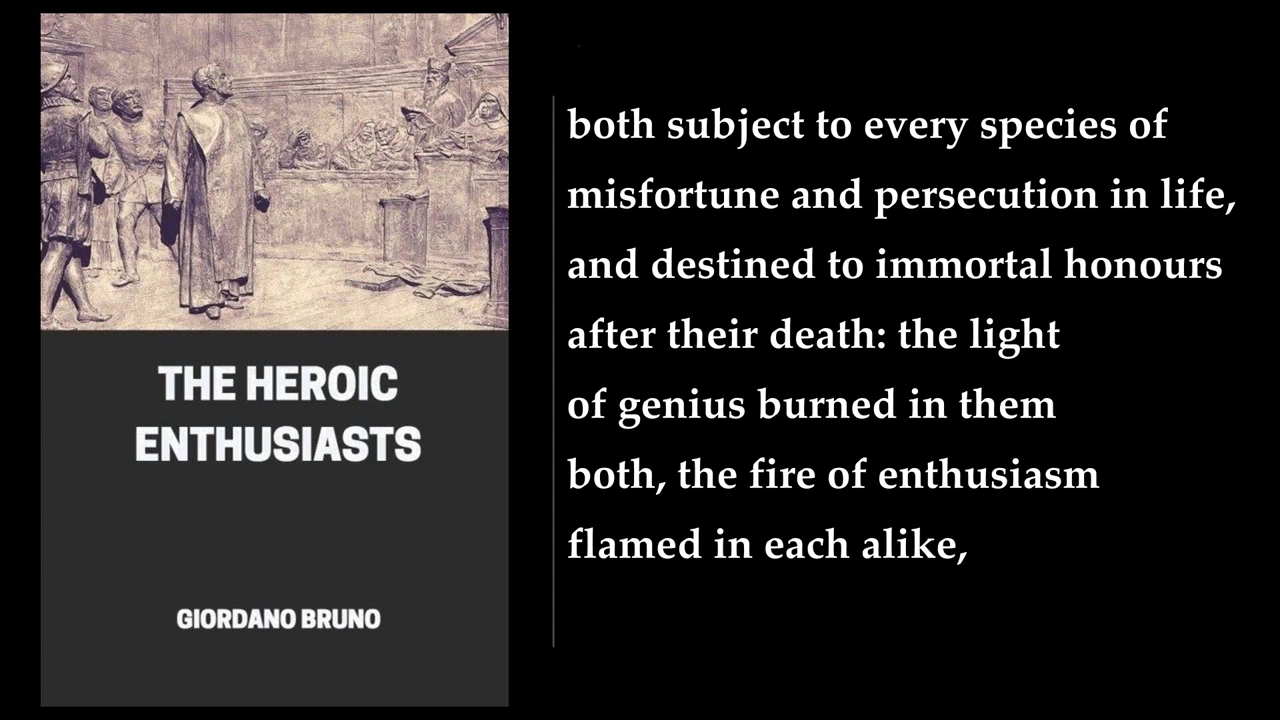 THE HEROIC
ENTHUSIASTS
GIORDANO BRUNO
both subject to every species of
misfortune and persecution in life,
and destined to immortal honours
after their death: the light
of genius burned in them
both, the fire of enthusiasm
flamed in each alike,